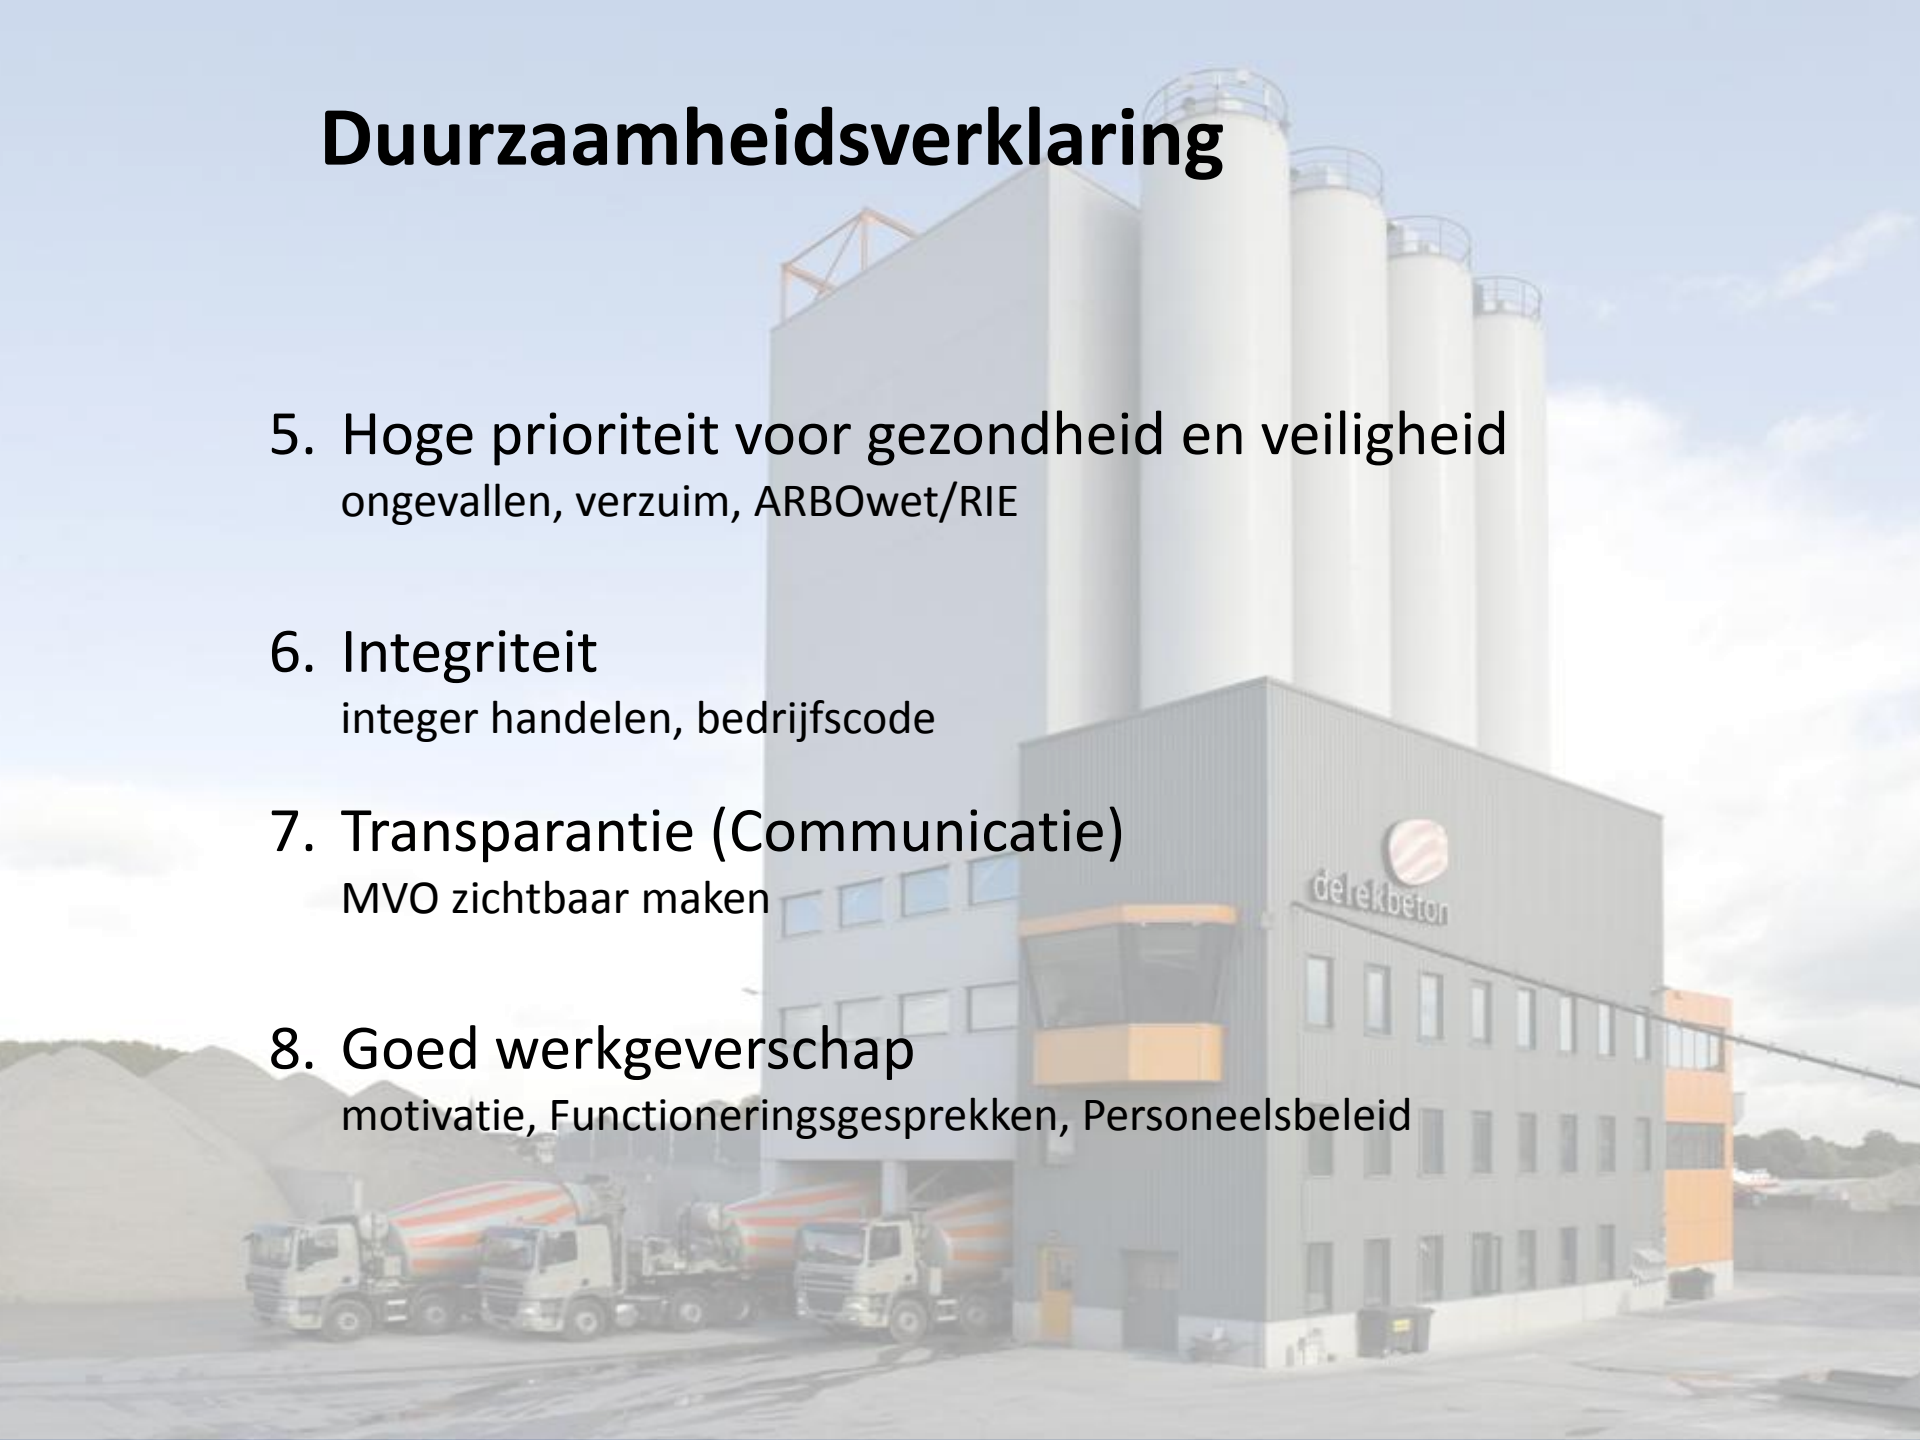 Duurzaamheidsverklaring
5. Hoge prioriteit voor gezondheid en veiligheid
ongevallen, verzuim, ARBOwet/RIE
6. Integriteit
integer handelen, bedrijfscode
7. Transparantie (Communicatie)
MVO zichtbaar maken
derekbeton
8. Goed werkgeverschap
motivatie, Functioneringsgesprekken, Personeelsbeleid